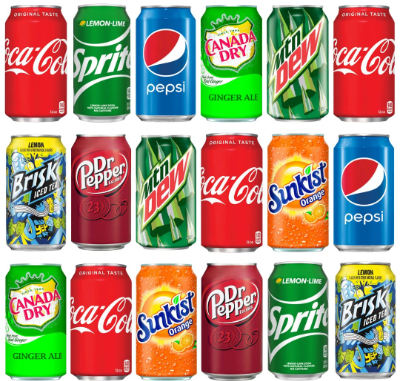 ORIGINAL TASTE
Coca-Cola
LEMON-LIME
Sprite
pepsi
CANADA
DRY
GINGER ALE
mtn
DEW
ORIGINAL TASTE
Coca-Cola
LEMON
Brisk
ICED TEA
Dr
Pepper
23
mtn
DEW
ORIGINAL TASTE
Coca-Cola
Sunkist
Orange
pepsi
CANADA
DRY
GINGER ALE
ORIGINAL TASTE
Coca-Cola
Sunkist
Orange
Dr
Pepper
23
LEMON-LIME
Sprite
LEMON
Brisk
ICED TEA